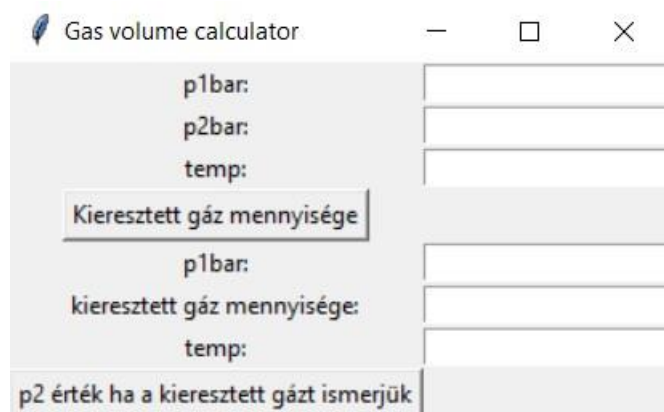 Gas volume calculator
p1bar:
p2bar:
temp:
Kieresztett gáz mennyisége
p1bar:
kieresztett gáz mennyisége:
temp:
p2 érték ha a kieresztett gázt ismerjük